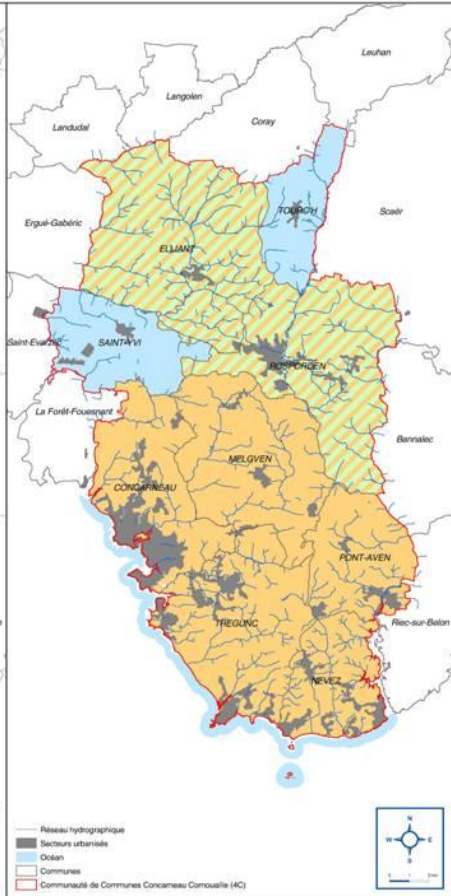 Leuhan
Langolen
Coray
Landudal
TOURC'H
Scaër
Ergué-Gabéric
ELLIANT
Saint-Evarzec
SAINT-YVI
ROSPORDEN
La Forêt-Fouesnant
Bannalec
MELGVEN
CONCARNEAU
PONT-AVEN
TREGUNC
Riec-sur-Belon
NEVEZ
N
W E
S
Réseau hydrographique
Secteurs urbanisés
Océan
Communes
Communauté de Communes Concarneau Cornouaille (4C)